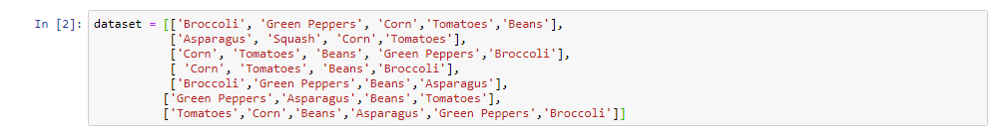 In [2]: dataset = [['Broccoli', 'Green Peppers', 'Corn','Tomatoes','Beans'],
['Asparagus', 'Squash', 'Corn','Tomatoes'],
['Corn', 'Tomatoes', 'Beans', 'Green Peppers','Broccoli'],
[ 'Corn', 'Tomatoes', 'Beans','Broccoli'],
['Broccoli','Green Peppers','Beans','Asparagus'],
['Green Peppers','Asparagus','Beans','Tomatoes'],
['Tomatoes','Corn','Beans','Asparagus','Green Peppers','Broccoli']]